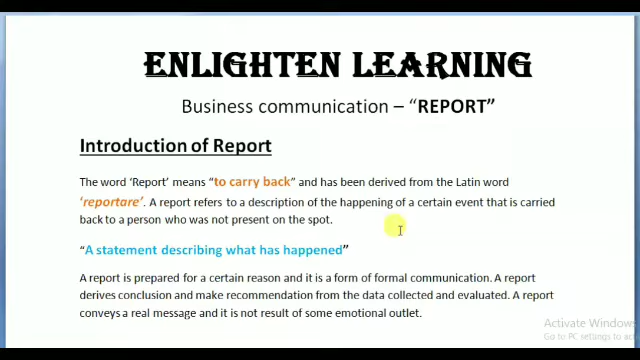 ENLIGHTEN LEARNING
Business communication – “REPORT”
Introduction of Report
The word ‘Report’ means “to carry back” and has been derived from the Latin word
‘reportare’. A report refers to a description of the happening of a certain event that is carried
back to a person who was not present on the spot.
“A statement describing what has happened”
A report is prepared for a certain reason and it is a form of formal communication. A report
derives conclusion and make recommendation from the data collected and evaluated. A report
conveys a real message and it is not result of some emotional outlet.
Activate Windows
Go to PC settings to act